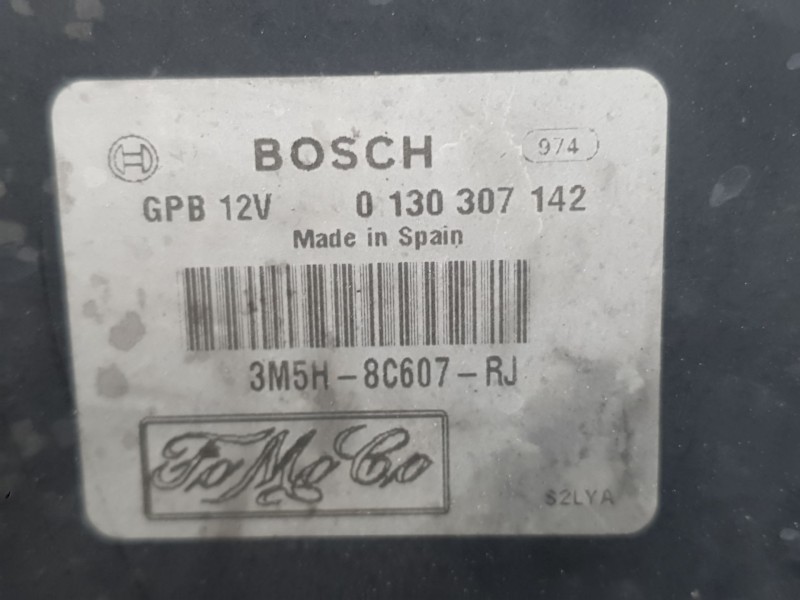 BOSCH 974
GPB 12V 0 130 307 142
Made in Spain
3M5H-8C607-RJ
FoMoCo
S2LYA